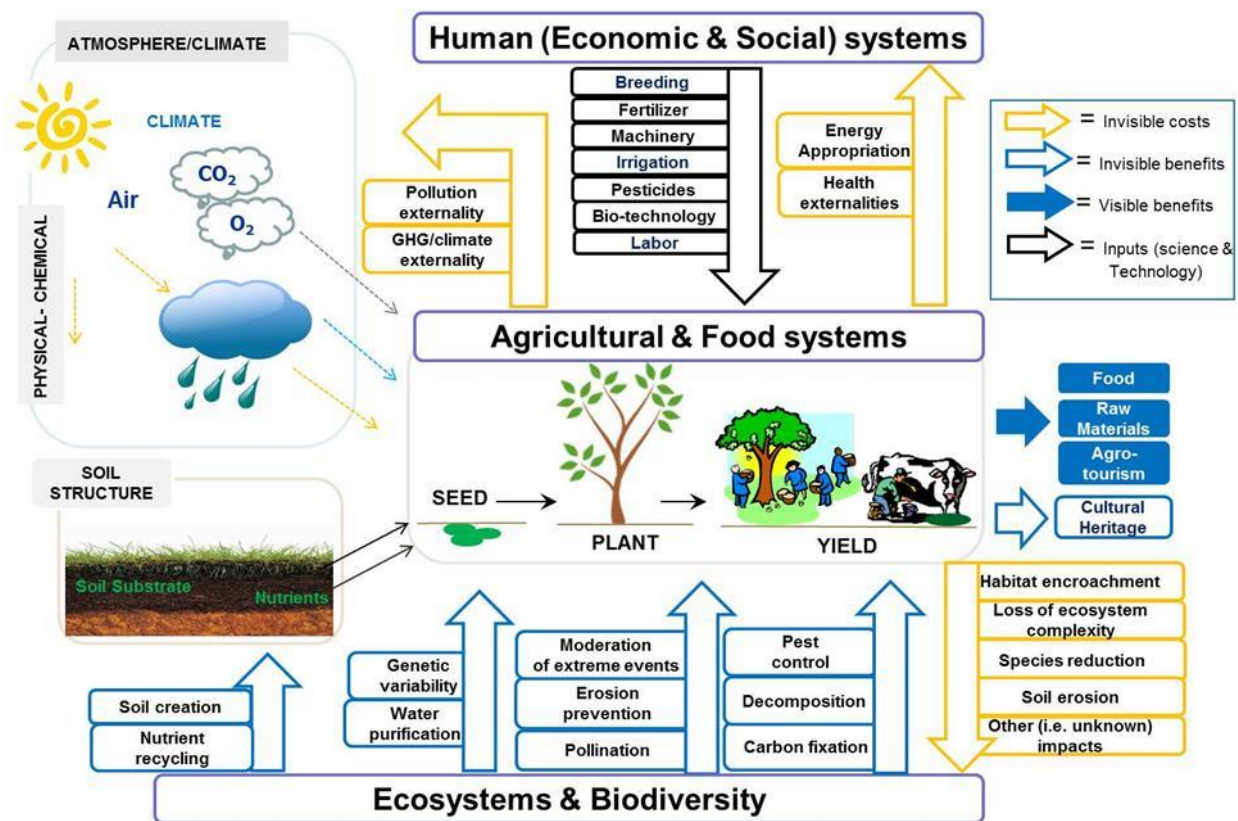 ATMOSPHERE/CLIMATE
CLIMATE
CO2
Air
O2
PHYSICAL- CHEMICAL
SOIL
STRUCTURE
Soil Substrate
Nutrients
Human (Economic & Social) systems
Breeding
Fertilizer
Machinery
Irrigation
Pesticides
Bio-technology
Labor
Pollution
externality
GHG/climate
externality
Energy
Appropriation
Health
externalities
= Invisible costs
= Invisible benefits
= Visible benefits
= Inputs (science &
Technology)
Agricultural & Food systems
SEED
PLANT
YIELD
Food
Raw
Materials
Agro-
tourism
Cultural
Heritage
Habitat encroachment
Loss of ecosystem
complexity
Species reduction
Soil erosion
Other (i.e. unknown)
impacts
Soil creation
Nutrient
recycling
Genetic
variability
Water
purification
Moderation
of extreme events
Erosion
prevention
Pollination
Pest
control
Decomposition
Carbon fixation
Ecosystems & Biodiversity